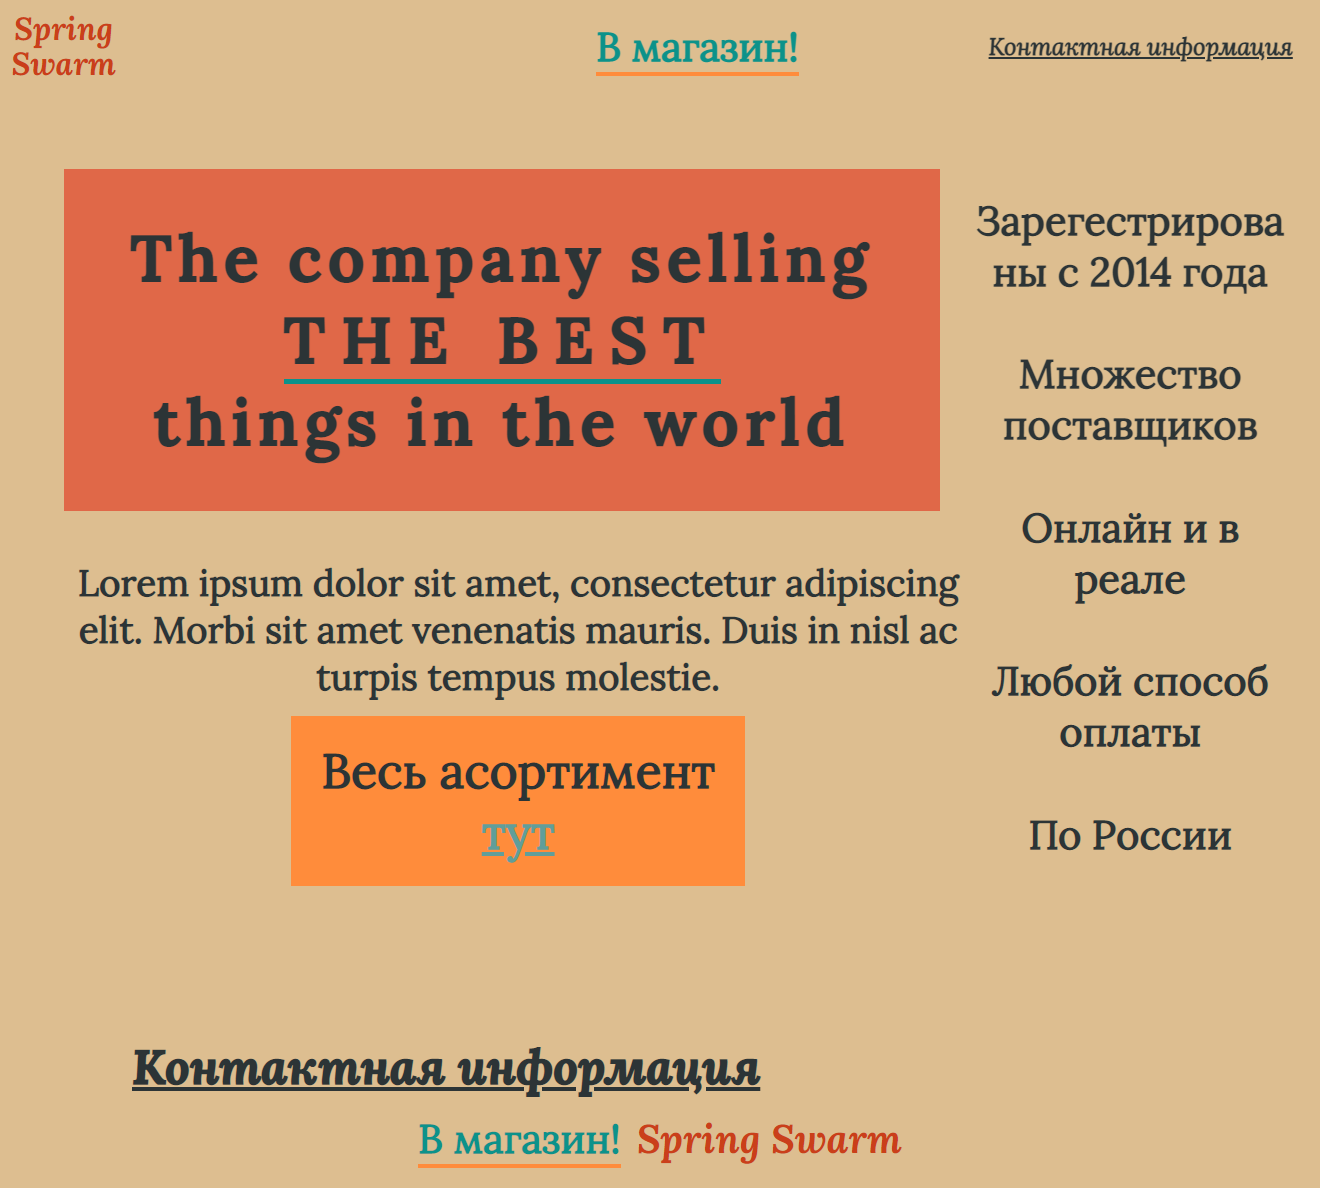 Spring
Swarm
В магазин!
Контактная информация
The company selling
THE BEST
things in the world
Lorem ipsum dolor sit amet, consectetur adipiscing
elit. Morbi sit amet venenatis mauris. Duis in nisl ac
turpis tempus molestie.
Весь асортимент
тут
Зарегестрирова
ны с 2014 года
Множество
поставщиков
Онлайн и в
реале
Любой способ
оплаты
По России
Контактная информация
В магазин! Spring Swarm